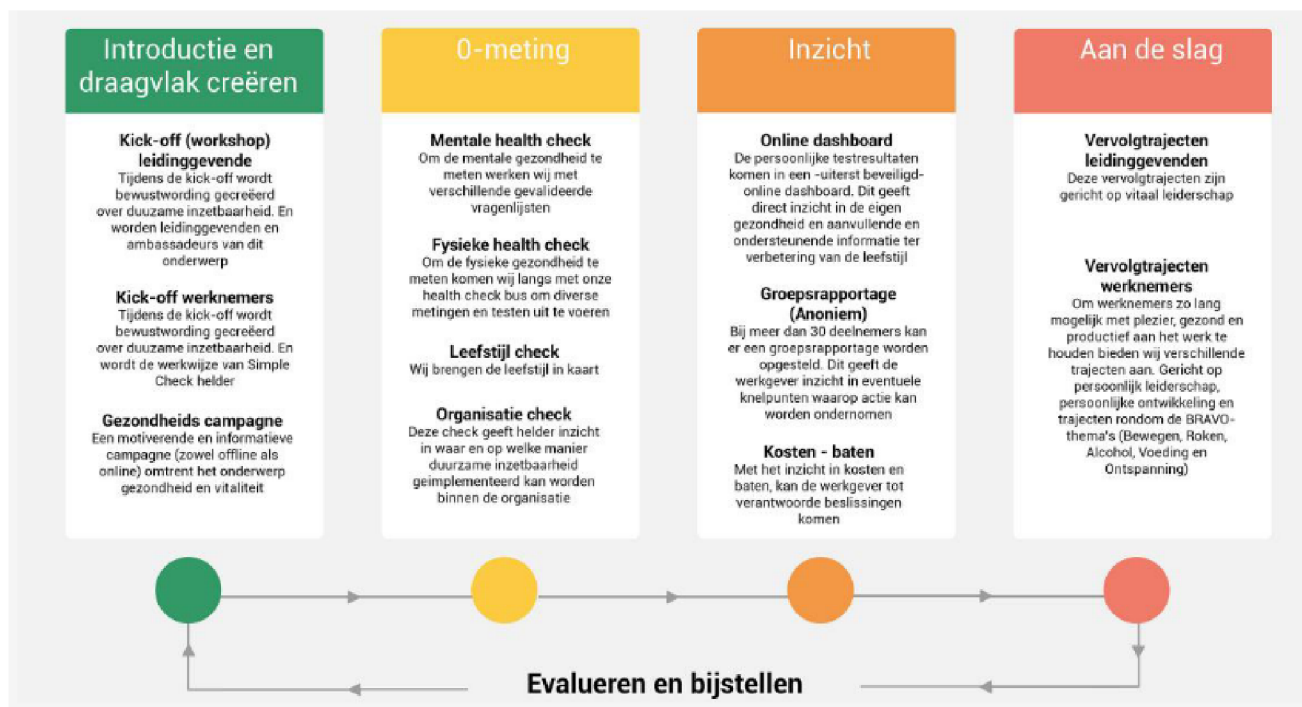 Introductie en
draagvlak creëren
Kick-off (workshop)
leidinggevende
Tijdens de kick-off wordt
bewustwording gecreëerd
over duuzame inzetbaarheid. En
worden leidinggevenden en
ambassadeurs van dit
onderwerp
Kick-off werknemers
Tijdens de kick-off wordt
bewustwording gecreëerd
over duuzame inzetbaarheid. En
wordt de werkwijze van Simple
Check helder
Gezondheids campagne
Een motiverende en informatieve
campagne (zowel offline als
online) omtrent het onderwerp
gezondheid en vitaliteit
0-meting
Mentale health check
Om de mentale gezondheid te
meten werken wij met
verschillende gevalideerde
vragenlijsten
Fysieke health check
Om de fysieke gezondheid te
meten komen wij langs met onze
health check bus om diverse
metingen en testen uit te voeren
Leefstijl check
Wij brengen de leefstijl in kaart
Organisatie check
Deze check geeft helder inzicht
in waar en op welke manier
duurzame inzetbaarheid
geimplementeerd kan worden
binnen de organisatie
Inzicht
Online dashboard
De persoonlijke testresultaten
komen in een -uiterst beveiligd-
online dashboard. Dit geeft
direct inzicht in de eigen
gezondheid en aanvullende en
ondersteunende informatie ter
verbetering van de leefstijl
Groepsrapportage
(Anoniem)
Bij meer dan 30 deelnemers kan
er een groepsrapportage worden
opgesteld. Dit geeft de
werkgever inzicht in eventuele
knelpunten waarop actie kan
worden ondernomen
Kosten - baten
Met het inzicht in kosten en
baten, kan de werkgever tot
verantwoorde beslissingen
komen
Aan de slag
Vervolgtrajecten
leidinggevenden
Deze vervolgtrajecten zijn
gericht op vitaal leiderschap
Vervolgtrajecten
werknemers
Om werknemers zo lang
mogelijk met plezier, gezond en
productief aan het werk te
houden bieden wij verschillende
trajecten aan. Gericht op
persoonlijk leiderschap,
persoonlijke ontwikkeling en
trajecten rondom de BRAVO-
thema's (Bewegen, Roken,
Alcohol, Voeding en
Ontspanning)
Evalueren en bijstellen